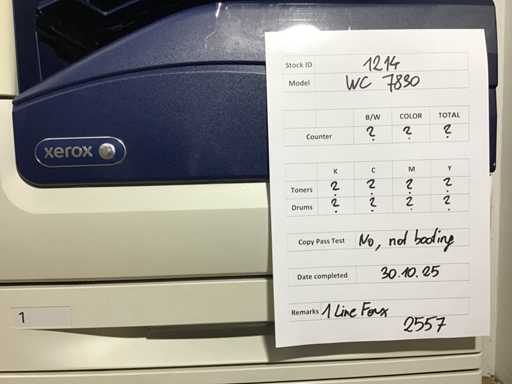 xerox
1
Stock ID 1214
Model WC 7830
B/W COLOR TOTAL
Counter ? ? ?
K C M Y
Toners ? ? ? ?
Drums ? ? ? ?
Copy Pass Test No, not booting
Date completed 30.10.25
Remarks 1 Line Fax
2557